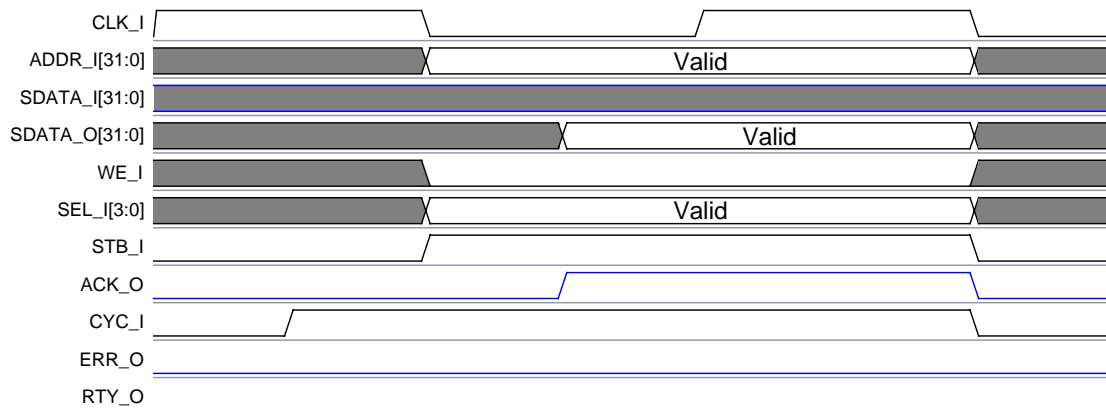 CLK_I
ADDR_I[31:0] Valid
SDATA_I[31:0]
SDATA_O[31:0] Valid
WE_I
SEL_I[3:0] Valid
STB_I
ACK_O
CYC_I
ERR_O
RTY_O